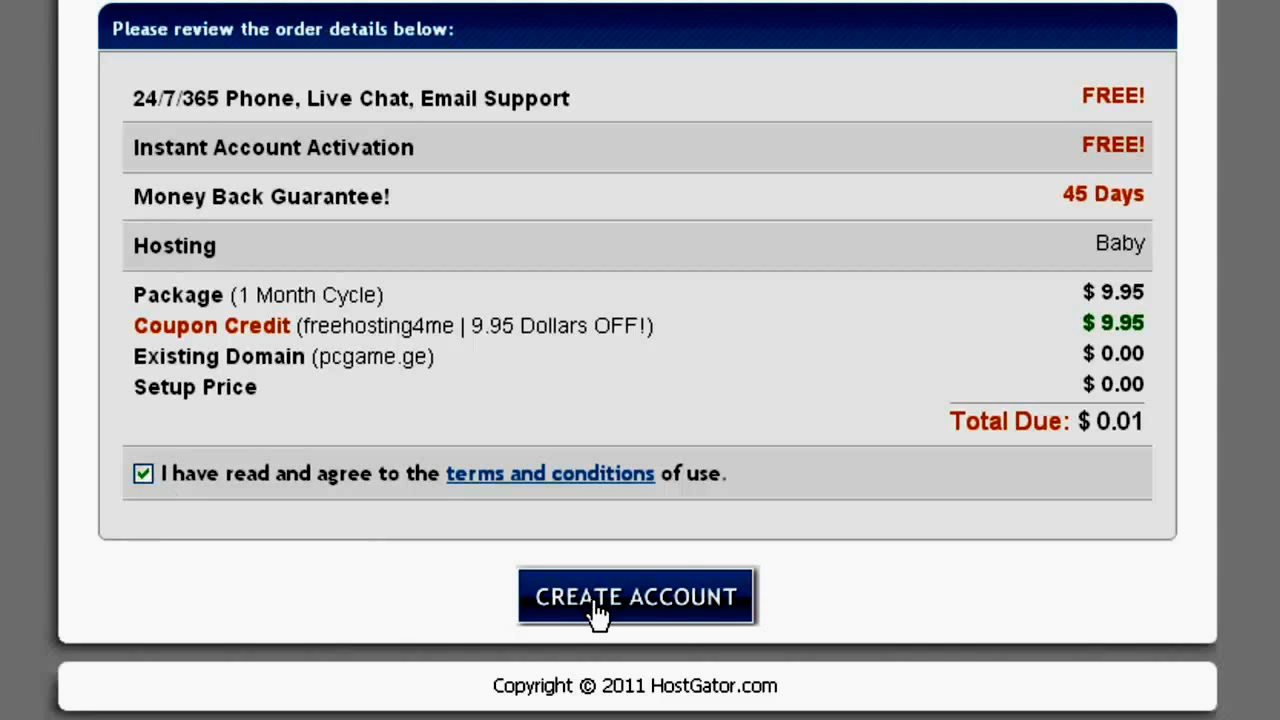 Please review the order details below:
24/7/365 Phone, Live Chat, Email Support FREE!
Instant Account Activation FREE!
Money Back Guarantee! 45 Days
Hosting Baby
Package (1 Month Cycle) $ 9.95
Coupon Credit (freehosting4me | 9.95 Dollars OFF!) $ 9.95
Existing Domain (pcgame.ge) $ 0.00
Setup Price $ 0.00
Total Due: $ 0.01
I have read and agree to the terms and conditions of use.
CREATE ACCOUNT
Copyright © 2011 HostGator.com